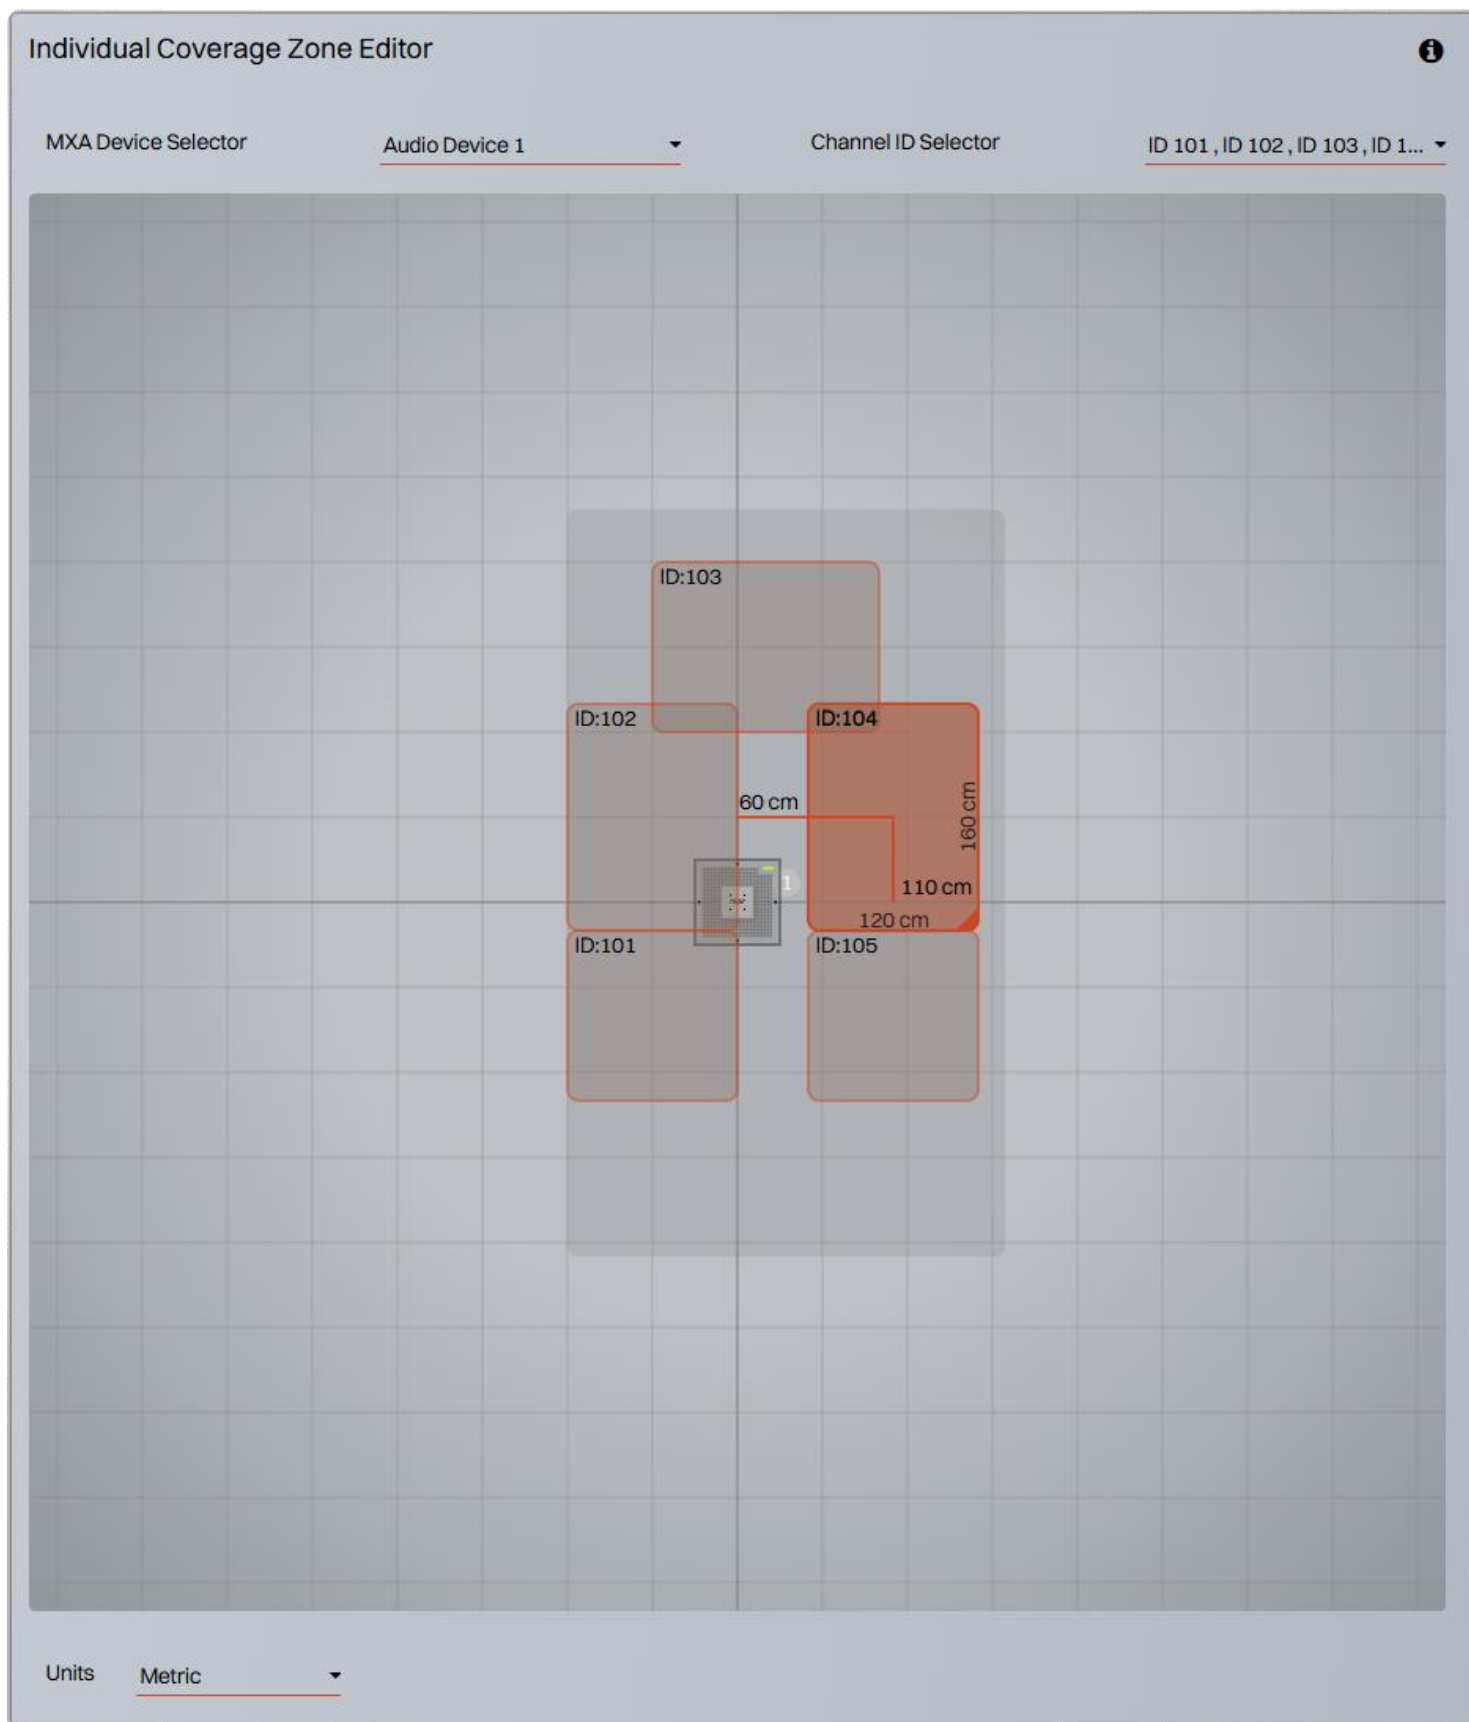 Individual Coverage Zone Editor
MXA Device Selector
Audio Device 1
Channel ID Selector
ID 101 , ID 102 , ID 103 , ID 1...
ID:103
ID:102
ID:104
60 cm
160 cm
1
110 cm
120 cm
ID:101
ID:105
Units
Metric